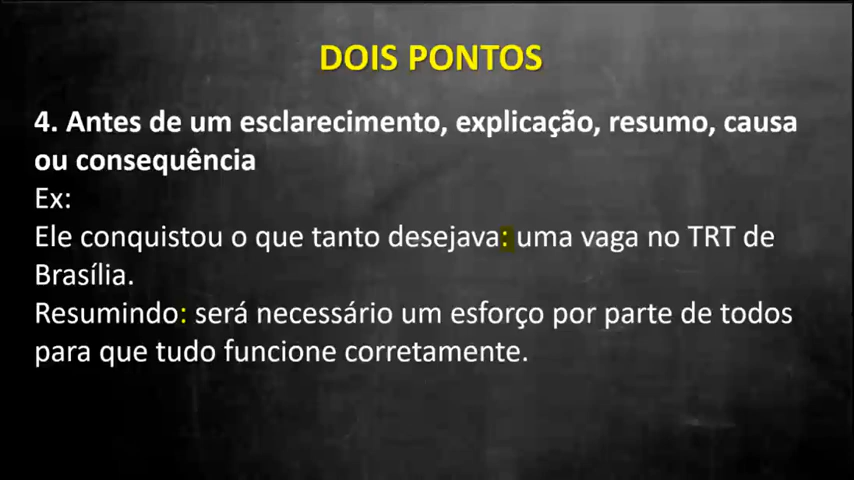 DOIS PONTOS
4. Antes de um esclarecimento, explicação, resumo, causa
ou consequência
Ex:
Ele conquistou o que tanto desejava: uma vaga no TRT de
Brasília.
Resumindo: será necessário um esforço por parte de todos
para que tudo funcione corretamente.